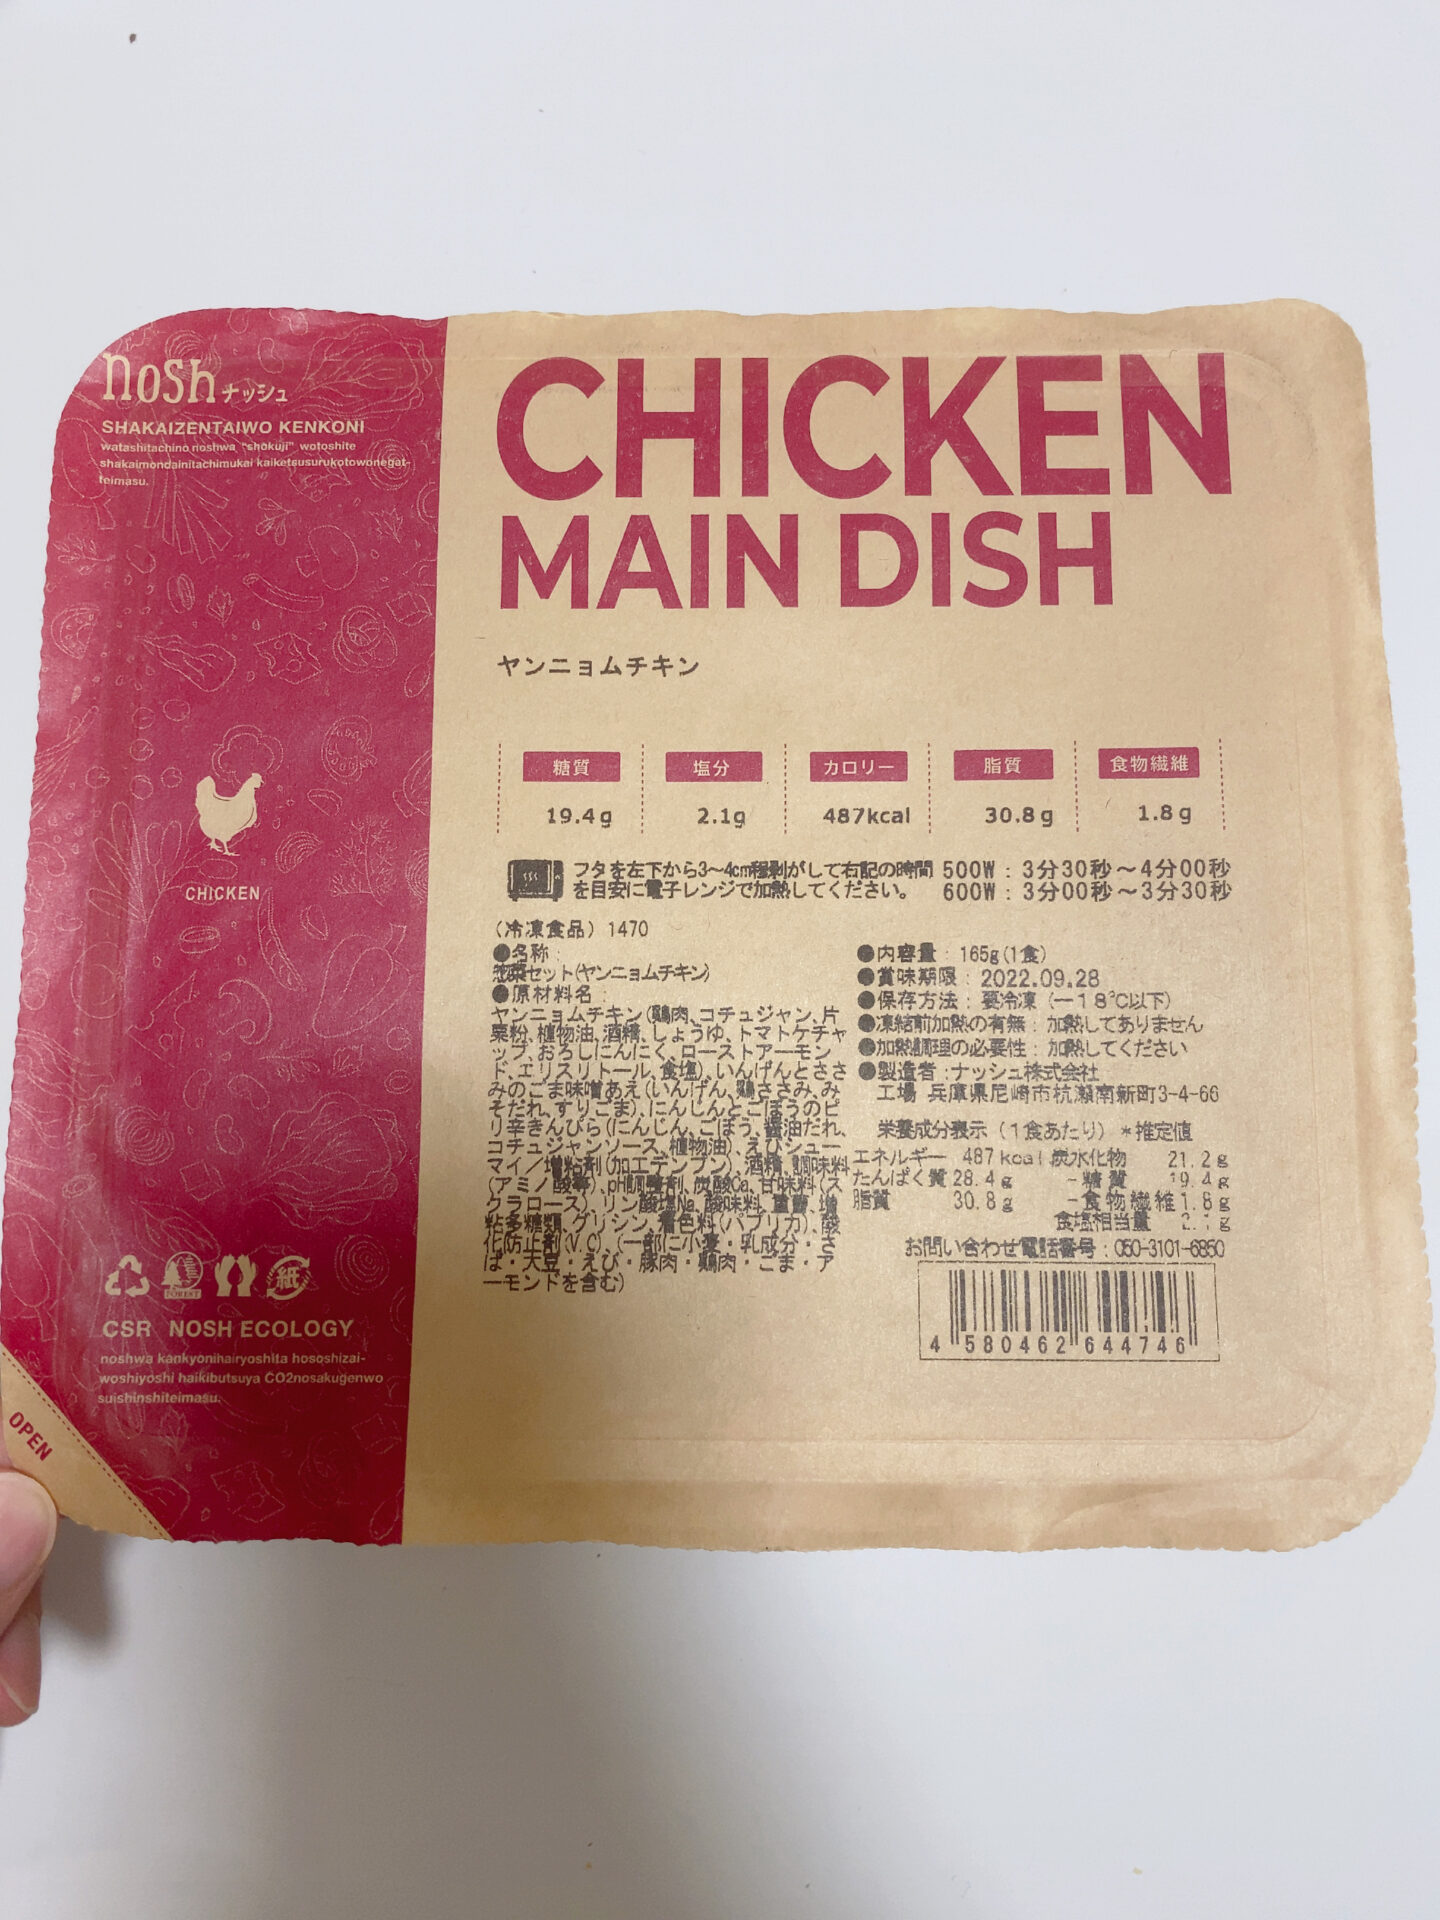 nosh ナッシュ
SHAKAIZENTAIWO KENKONI
watashitachino noshwa "shokuji" wotoshite
shakaimondainitachimukai kaiketsusurukotowonegat-
teimasu.
CHICKEN
MAIN DISH
ヤンニョムチキン
糖質 塩分 カロリー 脂質 食物繊維
19.4g 2.1g 487kcal 30.8g 1.8g
フタを左下から3〜4cm程剥がして右記の時間 500W：3分30秒〜4分00秒
を目安に電子レンジで加熱してください。 600W：3分00秒〜3分30秒
CHICKEN
(冷凍食品) 1470
●名称：
惣菜セット(ヤンニョムチキン)
●原材料名：
ヤンニョムチキン(鶏肉、コチュジャン、片
栗粉、植物油、酒精、しょうゆ、トマトケチャ
ップ、おろしにんにく、ローストアーモン
ド、エリスリトール、食塩)、いんげんとささ
みのごま味噌あえ(いんげん、鶏ささみ、み
そだれ、すりごま)、にんじんとごぼうのピ
リ辛きんぴら(にんじん、ごぼう、醤油だれ、
コチュジャンソース、植物油)、えびシュー
マイ／増粘剤(加工デンプン)、酒精、調味料
(アミノ酸等)、pH調整剤、炭酸Ca、甘味料(ス
クラロース)、リン酸塩Na、酸味料、重曹、増
粘多糖類、グリシン、着色料(パプリカ)、酸
化防止剤(V.C)、(一部に小麦・乳成分・さ
ば・大豆・えび・豚肉・鶏肉・ごま・ア
ーモンドを含む)
●内容量：165g(1食)
●賞味期限：2022.09.28
●保存方法：要冷凍（－18℃以下）
●凍結前加熱の有無：加熱してありません
●加熱調理の必要性：加熱してください
●製造者：ナッシュ株式会社
工場 兵庫県尼崎市杭瀬南新町3-4-66
栄養成分表示（1食あたり）＊推定値
エネルギー 487 kcal 炭水化物 21.2g
たんぱく質 28.4g －糖質 19.4g
脂質 30.8g －食物繊維 1.8g
食塩相当量 2.1g
お問い合わせ電話番号：050-3101-6850
4 580462 644746
紙
FOREST
CSR NOSH ECOLOGY
noshwa kankyonihairyoshita hososhizai-
woshiyoshi haikibutsuya CO2nosakugenwo
suishinshiteimasu.
OPEN